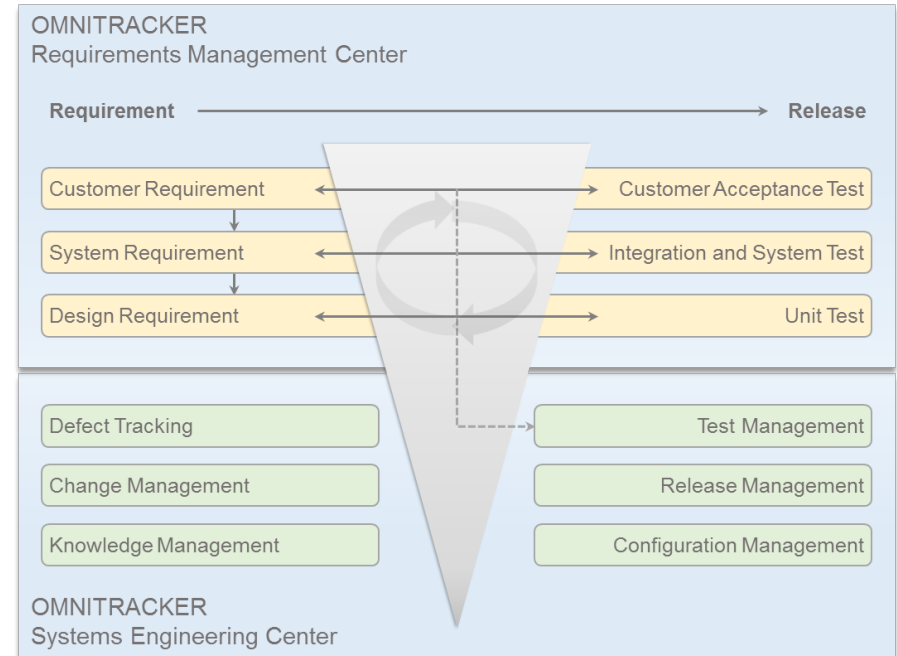 OMNITRACKER
Requirements Management Center
Requirement
Release
Customer Requirement
Customer Acceptance Test
System Requirement
Integration and System Test
Design Requirement
Unit Test
Defect Tracking
Test Management
Change Management
Release Management
Knowledge Management
Configuration Management
OMNITRACKER
Systems Engineering Center